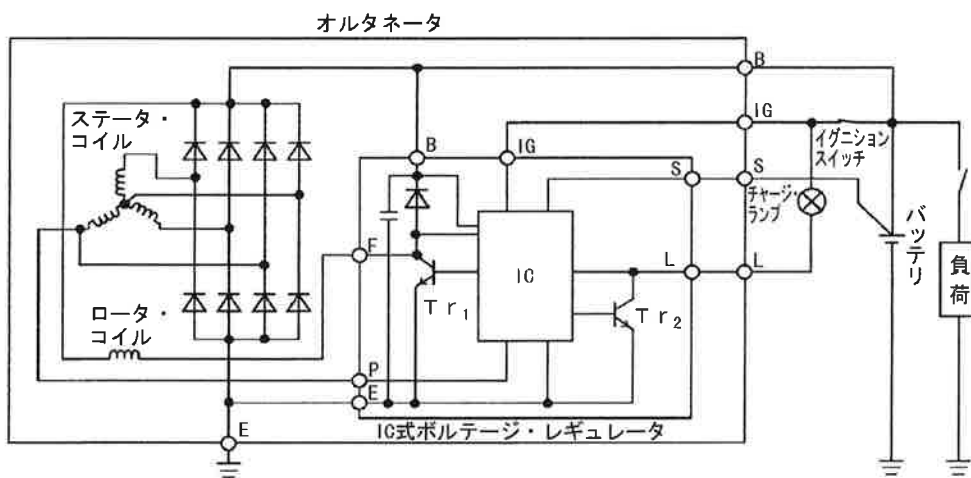 オルタネータ
B
ステータ・
コイル
IG
イグニション
スイッチ
B
IG
S
S
チャージ・
ランプ
バッテリ
F
IC
L
L
負荷
Tr₁
Tr₂
ロータ・
コイル
P
E
E
IC式ボルテージ・レギュレータ